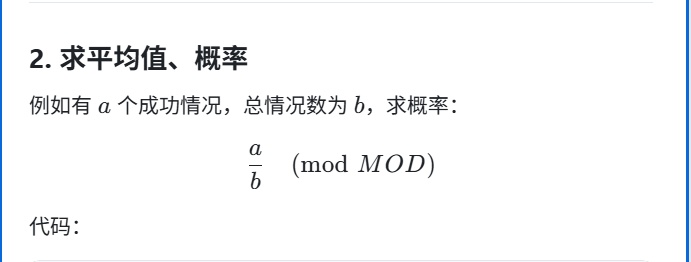 2. 求平均值、概率
例如有 a 个成功情况，总情况数为 b，求概率：
a
b
(mod MOD)
代码：